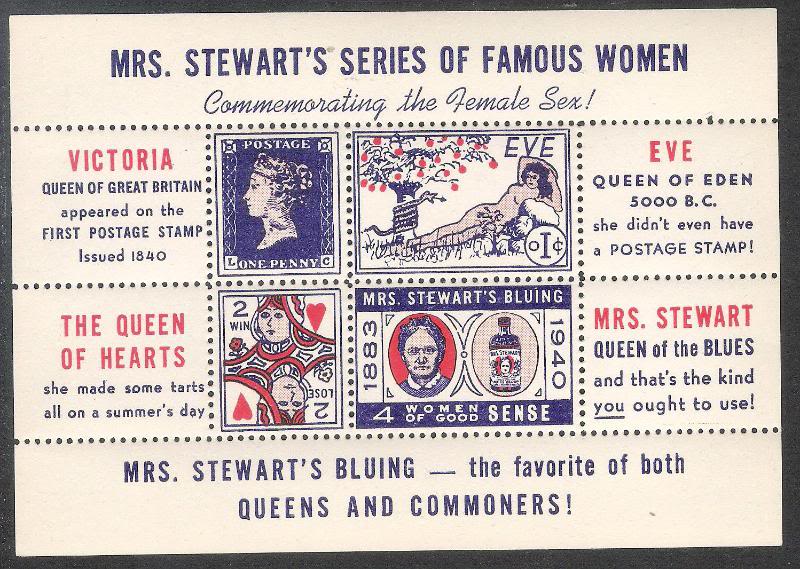 MRS. STEWART'S SERIES OF FAMOUS WOMEN
Commemorating the Female Sex!
VICTORIA
QUEEN OF GREAT BRITAIN
appeared on the
FIRST POSTAGE STAMP
Issued 1840
POSTAGE
L C
ONE PENNY
EVE
1¢
EVE
QUEEN OF EDEN
5000 B.C.
she didn't even have
a POSTAGE STAMP!
THE QUEEN
OF HEARTS
she made some tarts
all on a summer's day
2
WIN
LOSE
2
MRS. STEWART'S BLUING
1883
1940
MRS. STEWART'S
4 WOMEN OF GOOD SENSE
MRS. STEWART
QUEEN of the BLUES
and that's the kind
you ought to use!
MRS. STEWART'S BLUING — the favorite of both
QUEENS AND COMMONERS!